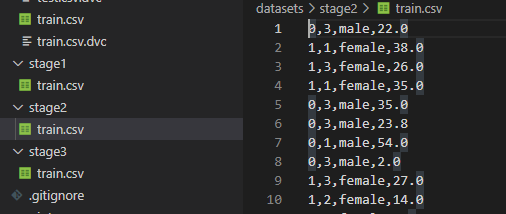 train.csv
train.csv.dvc
stage1
train.csv
stage2
train.csv
stage3
train.csv
.gitignore
datasets > stage2 > train.csv
1 0,3,male,22.0
2 1,1,female,38.0
3 1,3,female,26.0
4 1,1,female,35.0
5 0,3,male,35.0
6 0,3,male,23.8
7 0,1,male,54.0
8 0,3,male,2.0
9 1,3,female,27.0
10 1,2,female,14.0